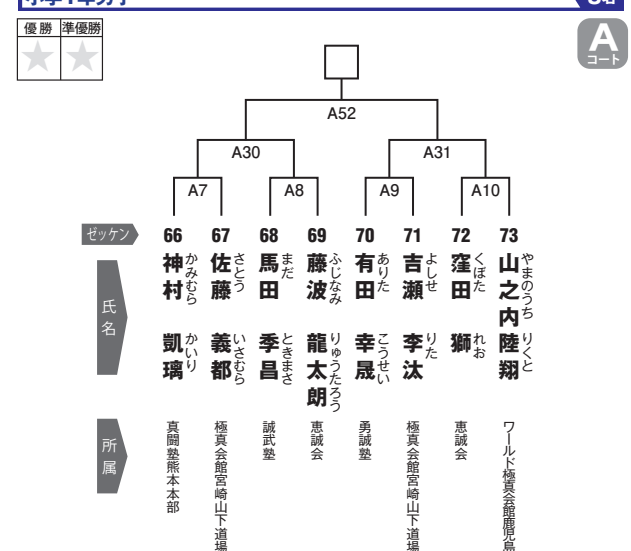 小学1年男子
8名
優勝 準優勝
A
コート
A52
A30 A31
A7 A8 A9 A10
ゼッケン 66 67 68 69 70 71 72 73
氏名
神村 凱璃 かみむら かいり
佐藤 義都 さとう いさむら
馬田 季昌 まだ ときまさ
藤波 龍太朗 ふじなみ りゅうたろう
有田 幸晟 ありた こうせい
吉瀬 李汰 よしせ りた
窪田 獅 くぼた れお
山之内 陸翔 やまのうち りくと
所属
真闘塾熊本本部
極真会館宮崎山下道場
誠武塾
恵誠会
勇誠塾
極真会館宮崎山下道場
恵誠会
ワールド極真会館鹿児島